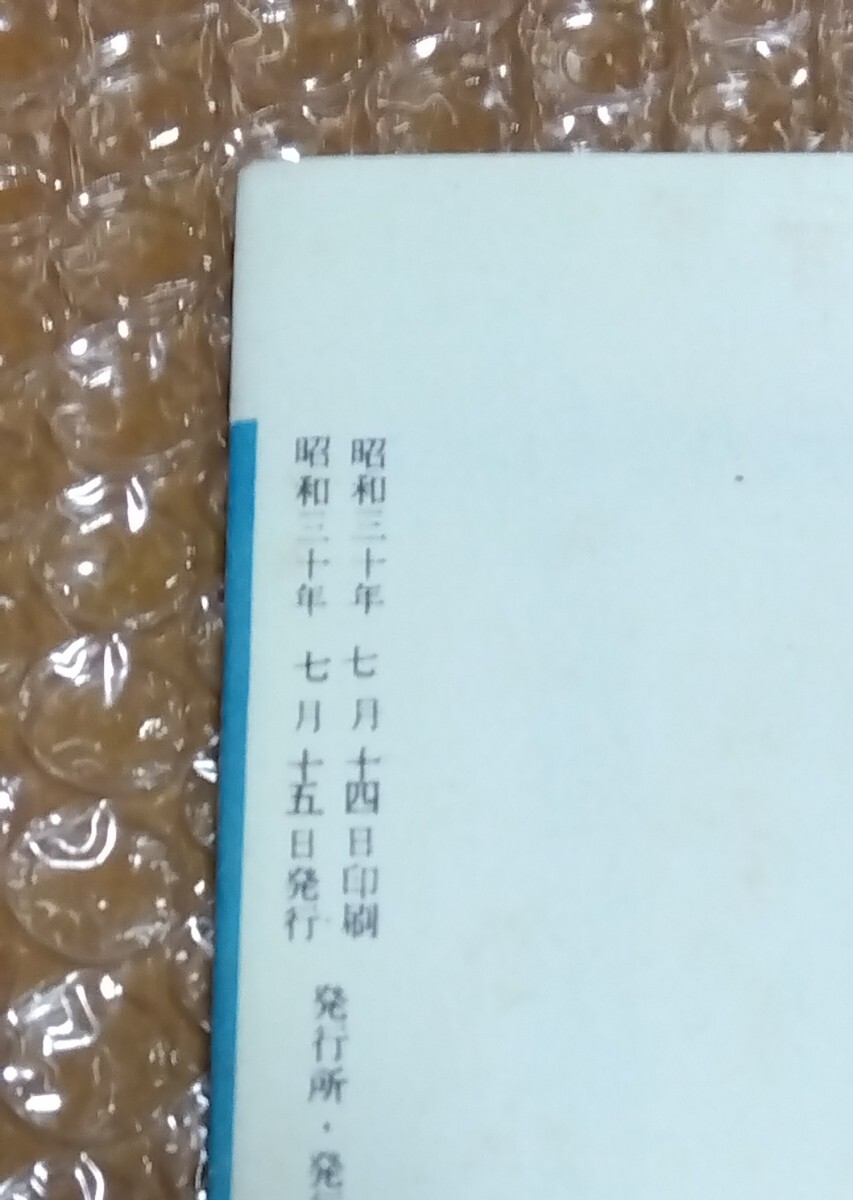 昭和三十年 七月十四日印刷
昭和三十年 七月十五日発行
発行所・発